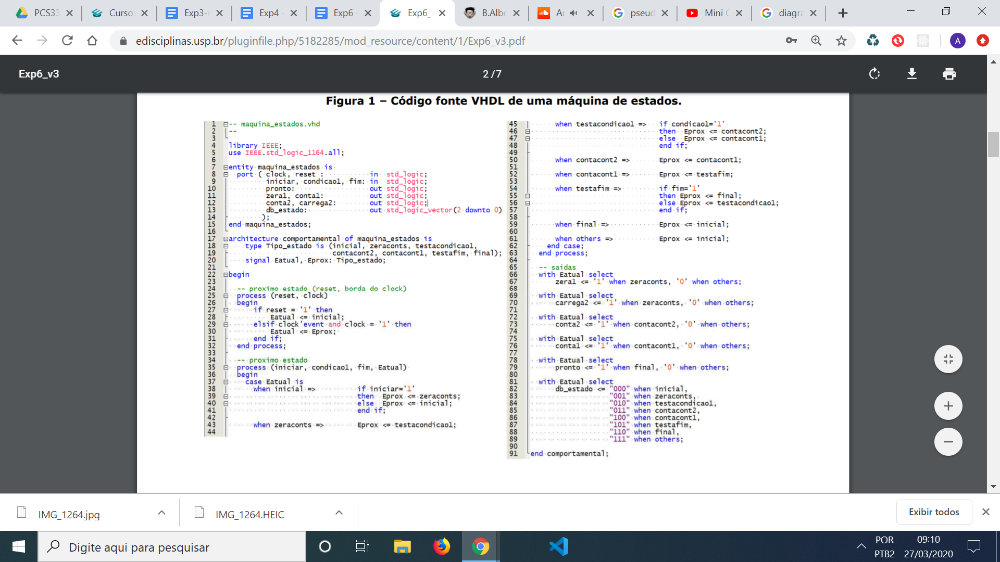 PCS33
Curso
Exp3-
Exp4 -
Exp6 -
Exp6_
B.Albe
pseud
Mini
diagra
edisciplinas.usp.br/pluginfile.php/5182285/mod_resource/content/1/Exp6_v3.pdf
A
Exp6_v3
2 / 7
Figura 1 – Código fonte VHDL de uma máquina de estados.
1 -- maquina_estados.vhd
2 --
3
4 library IEEE;
5 use IEEE.std_logic_1164.all;
6
7 entity maquina_estados is
8 port ( clock, reset : in std_logic;
9 iniciar, condicao1, fim: in std_logic;
10 pronto: out std_logic;
11 zera1, conta1: out std_logic;
12 conta2, carrega2: out std_logic;
13 db_estado: out std_logic_vector(2 downto 0)
14 );
15 end maquina_estados;
16
17 architecture comportamental of maquina_estados is
18 type Tipo_estado is (inicial, zeraconts, testacondicao1,
19 contacont2, contacont1, testafim, final);
20 signal Eatual, Eprox: Tipo_estado;
21
22 begin
23
24 -- proximo estado (reset, borda do clock)
25 process (reset, clock)
26 begin
27 if reset = '1' then
28 Eatual <= inicial;
29 elsif clock'event and clock = '1' then
30 Eatual <= Eprox;
31 end if;
32 end process;
33
34 -- proximo estado
35 process (iniciar, condicao1, fim, Eatual)
36 begin
37 case Eatual is
38 when inicial => if iniciar='1'
39 then Eprox <= zeraconts;
40 else Eprox <= inicial;
41 end if;
42
43 when zeraconts => Eprox <= testacondicao1;
44
45 when testacondicao1 => if condicao1='1'
46 then Eprox <= contacont2;
47 else Eprox <= contacont1;
48 end if;
49
50 when contacont2 => Eprox <= contacont1;
51
52 when contacont1 => Eprox <= testafim;
53
54 when testafim => if fim='1'
55 then Eprox <= final;
56 else Eprox <= testacondicao1;
57 end if;
58
59 when final => Eprox <= inicial;
60
61 when others => Eprox <= inicial;
62 end case;
63 end process;
64
65 -- saidas
66 with Eatual select
67 zera1 <= '1' when zeraconts, '0' when others;
68
69 with Eatual select
70 carrega2 <= '1' when zeraconts, '0' when others;
71
72 with Eatual select
73 conta2 <= '1' when contacont2, '0' when others;
74
75 with Eatual select
76 conta1 <= '1' when contacont1, '0' when others;
77
78 with Eatual select
79 pronto <= '1' when final, '0' when others;
80
81 with Eatual select
82 db_estado <= "000" when inicial,
83 "001" when zeraconts,
84 "010" when testacondicao1,
85 "011" when contacont2,
86 "100" when contacont1,
87 "101" when testafim,
88 "110" when final,
89 "111" when others;
90
91 end comportamental;
IMG_1264.jpg
IMG_1264.HEIC
Exibir todos
Digite aqui para pesquisar
POR
PTB2
09:10
27/03/2020